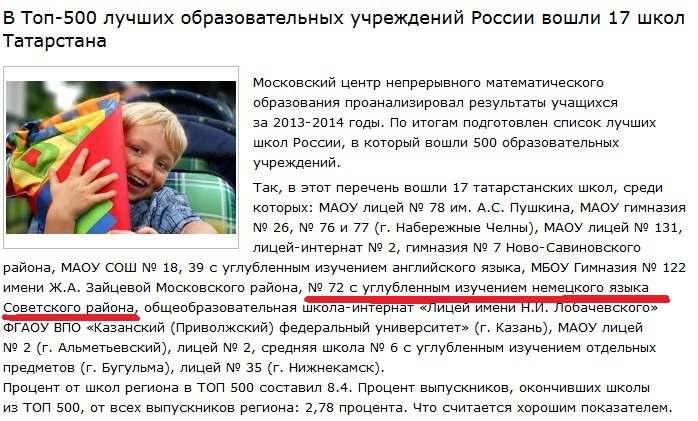 В Топ-500 лучших образовательных учреждений России вошли 17 школ
Татарстана
Московский центр непрерывного математического
образования проанализировал результаты учащихся
за 2013-2014 годы. По итогам подготовлен список лучших
школ России, в который вошли 500 образовательных
учреждений.
Так, в этот перечень вошли 17 татарстанских школ, среди
которых: МАОУ лицей № 78 им. А.С. Пушкина, МАОУ гимназия
№ 26, № 76 и 77 (г. Набережные Челны), МАОУ лицей № 131,
лицей-интернат № 2, гимназия № 7 Ново-Савиновского
района, МАОУ СОШ № 18, 39 с углубленным изучением английского языка, МБОУ Гимназия № 122
имени Ж.А. Зайцевой Московского района, № 72 с углубленным изучением немецкого языка
Советского района, общеобразовательная школа-интернат «Лицей имени Н.И. Лобачевского»
ФГАОУ ВПО «Казанский (Приволжский) федеральный университет» (г. Казань), МАОУ лицей
№ 2 (г. Альметьевский), лицей № 2, средняя школа № 6 с углубленным изучением отдельных
предметов (г. Бугульма), лицей № 35 (г. Нижнекамск).
Процент от школ региона в ТОП 500 составил 8.4. Процент выпускников, окончивших школы
из ТОП 500, от всех выпускников региона: 2,78 процента. Что считается хорошим показателем.